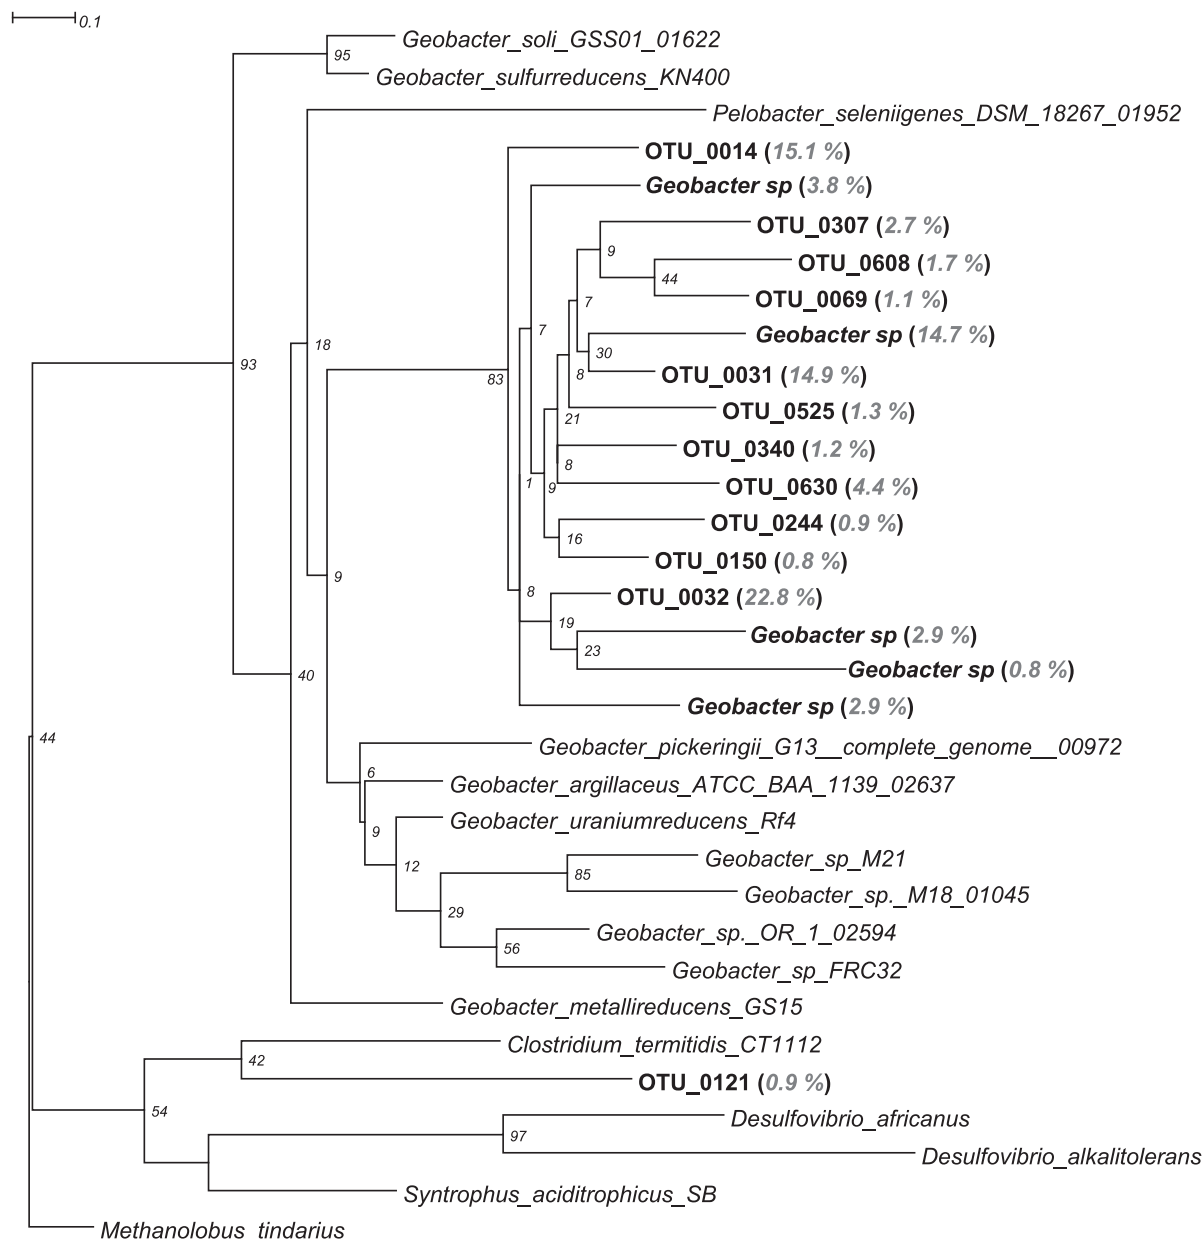 0.1
Geobacter_soli_GSS01_01622
95
Geobacter_sulfurreducens_KN400
Pelobacter_seleniigenes_DSM_18267_01952
OTU_0014 (15.1 %)
Geobacter sp (3.8 %)
OTU_0307 (2.7 %)
9
OTU_0608 (1.7 %)
44
OTU_0069 (1.1 %)
7
Geobacter sp (14.7 %)
7
18
30
93
OTU_0031 (14.9 %)
8
83
OTU_0525 (1.3 %)
21
OTU_0340 (1.2 %)
8
OTU_0630 (4.4 %)
1
9
OTU_0244 (0.9 %)
16
OTU_0150 (0.8 %)
9
8
OTU_0032 (22.8 %)
19
Geobacter sp (2.9 %)
23
Geobacter sp (0.8 %)
40
Geobacter sp (2.9 %)
44
Geobacter_pickeringii_G13__complete_genome__00972
6
Geobacter_argillaceus_ATCC_BAA_1139_02637
Geobacter_uraniumreducens_Rf4
9
Geobacter_sp_M21
12
85
Geobacter_sp._M18_01045
29
Geobacter_sp._OR_1_02594
56
Geobacter_sp_FRC32
Geobacter_metallireducens_GS15
Clostridium_termitidis_CT1112
42
OTU_0121 (0.9 %)
54
Desulfovibrio_africanus
97
Desulfovibrio_alkalitolerans
Syntrophus_aciditrophicus_SB
Methanolobus tindarius